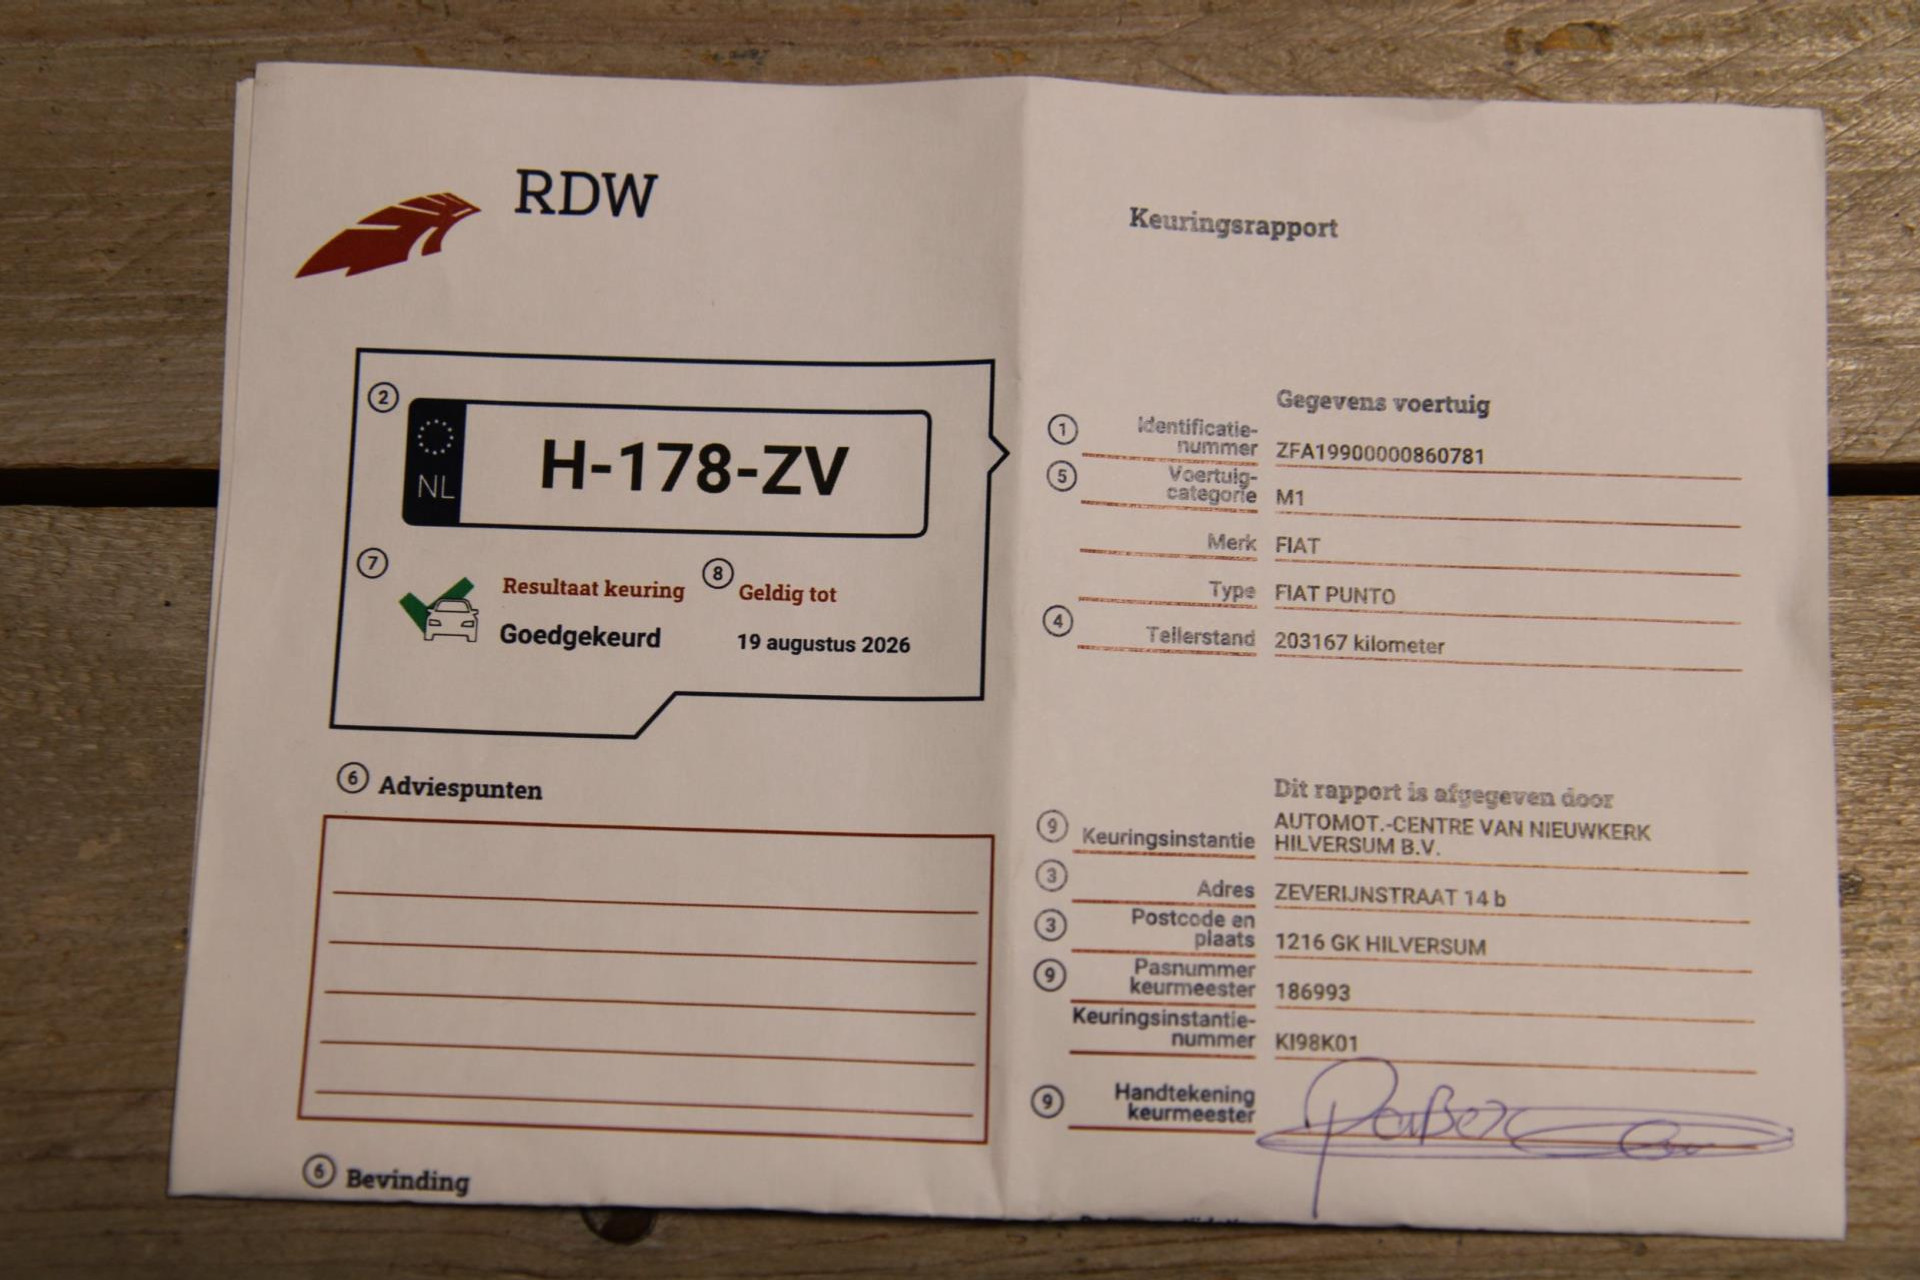 RDW
Keuringsrapport
2
NL
H-178-ZV
7
Resultaat keuring
Goedgekeurd
8
Geldig tot
19 augustus 2026
Gegevens voertuig
1
Identificatie-
nummer
ZFA19900000860781
5
Voertuig-
categorie
M1
Merk
FIAT
Type
FIAT PUNTO
4
Tellerstand
203167 kilometer
6
Adviespunten
Dit rapport is afgegeven door
9
Keuringsinstantie
AUTOMOT.-CENTRE VAN NIEUWKERK
HILVERSUM B.V.
3
Adres
ZEVERIJNSTRAAT 14 b
3
Postcode en
plaats
1216 GK HILVERSUM
9
Pasnummer
keurmeester
186993
Keuringsinstantie-
nummer
KI98K01
9
Handtekening
keurmeester
6
Bevinding